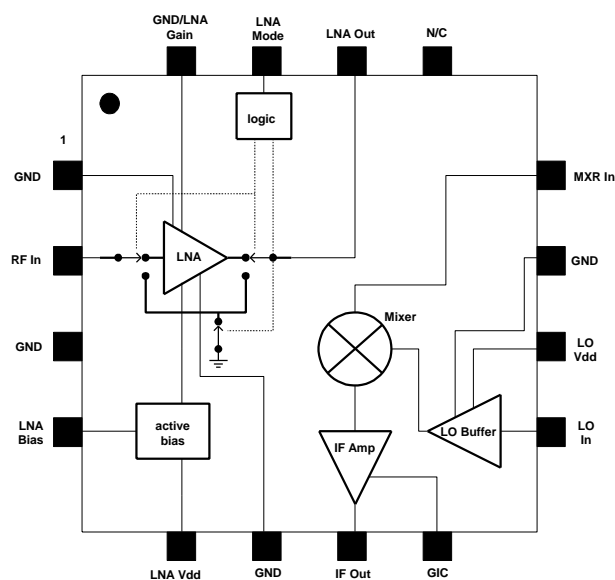 GND/LNA
Gain
LNA
Mode
LNA Out
N/C
logic
1
GND
MXR In
RF In
LNA
GND
Mixer
GND
LO
Vdd
LNA
Bias
active
bias
IF Amp
LO Buffer
LO
In
LNA Vdd
GND
IF Out
GIC